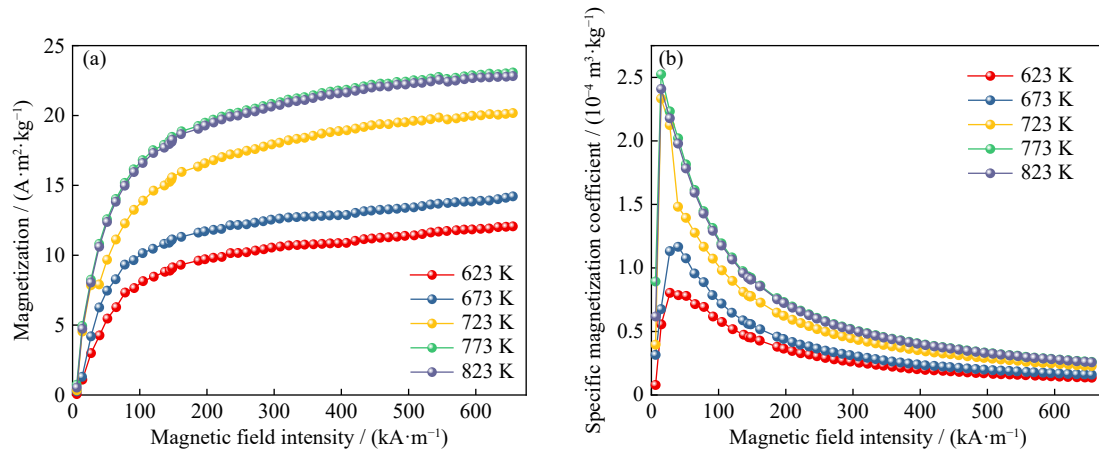 (a)
Magnetization / (A·m²·kg⁻¹)
25
20
15
10
5
0
623 K
673 K
723 K
773 K
823 K
0 100 200 300 400 500 600
Magnetic field intensity / (kA·m⁻¹)
(b)
Specific magnetization coefficient / (10⁻⁴ m³·kg⁻¹)
2.5
2.0
1.5
1.0
0.5
0
623 K
673 K
723 K
773 K
823 K
0 100 200 300 400 500 600
Magnetic field intensity / (kA·m⁻¹)